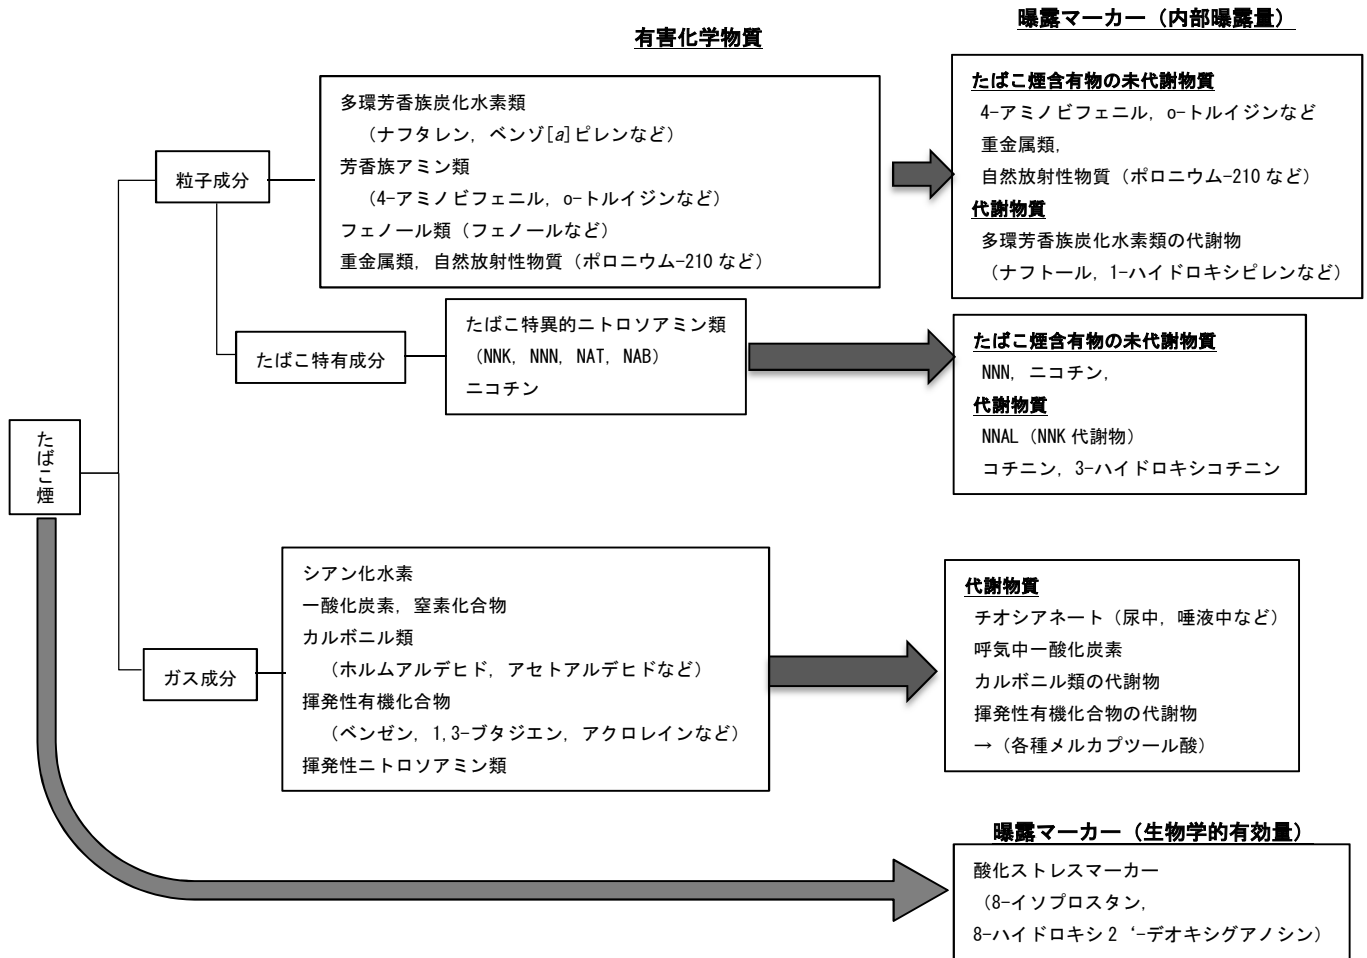 有害化学物質
曝露マーカー（内部曝露量）
多環芳香族炭化水素類
（ナフタレン，ベンゾ[a]ピレンなど）
芳香族アミン類
（4-アミノビフェニル，o-トルイジンなど）
フェノール類（フェノールなど）
重金属類，自然放射性物質（ポロニウム-210 など）
たばこ煙含有物の未代謝物質
4-アミノビフェニル，o-トルイジンなど
重金属類，
自然放射性物質（ポロニウム-210 など）
代謝物質
多環芳香族炭化水素類の代謝物
（ナフトール，1-ハイドロキシピレンなど）
粒子成分
たばこ特有成分
たばこ特異的ニトロソアミン類
（NNK，NNN，NAT，NAB）
ニコチン
たばこ煙含有物の未代謝物質
NNN，ニコチン，
代謝物質
NNAL（NNK 代謝物）
コチニン，3-ハイドロキシコチニン
たばこ煙
ガス成分
シアン化水素
一酸化炭素，窒素化合物
カルボニル類
（ホルムアルデヒド，アセトアルデヒドなど）
揮発性有機化合物
（ベンゼン，1,3-ブタジエン，アクロレインなど）
揮発性ニトロソアミン類
代謝物質
チオシアネート（尿中，唾液中など）
呼気中一酸化炭素
カルボニル類の代謝物
揮発性有機化合物の代謝物
→（各種メルカプツール酸）
曝露マーカー（生物学的有効量）
酸化ストレスマーカー
（8-イソプロスタン，
8-ハイドロキシ 2‘-デオキシグアノシン）